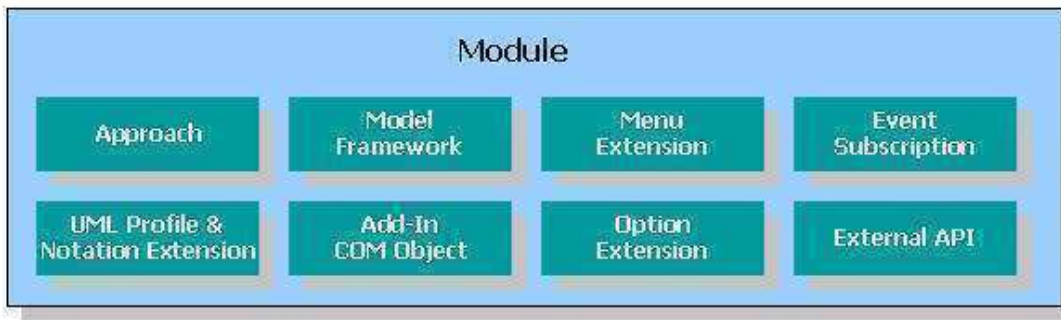 Module
Approach
Model
Framework
Menu
Extension
Event
Subscription
UML Profile &
Notation Extension
Add-In
COM Object
Option
Extension
External API